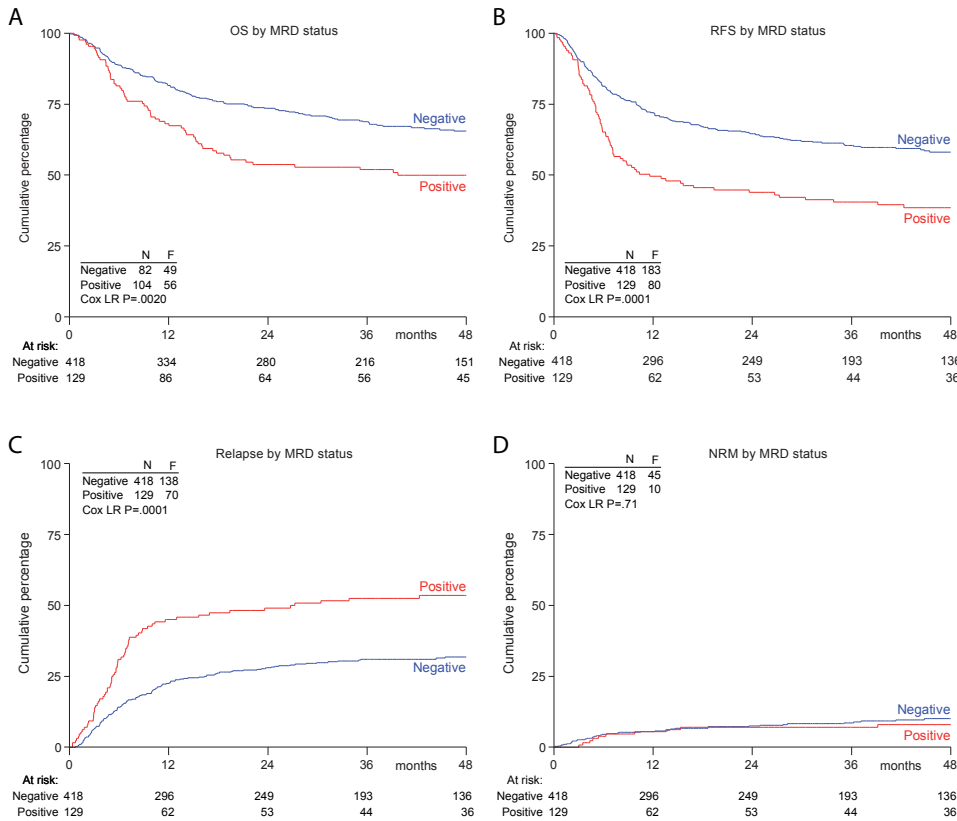 A
OS by MRD status
100
75
50
25
0
Cumulative percentage
Negative
Positive
N F
Negative 82 49
Positive 104 56
Cox LR P=.0020
0 12 24 36 months 48
At risk:
Negative 418 334 280 216 151
Positive 129 86 64 56 45
B
RFS by MRD status
100
75
50
25
0
Cumulative percentage
Negative
Positive
N F
Negative 418 183
Positive 129 80
Cox LR P=.0001
0 12 24 36 months 48
At risk:
Negative 418 296 249 193 136
Positive 129 62 53 44 36
C
Relapse by MRD status
100
75
50
25
0
Cumulative percentage
N F
Negative 418 138
Positive 129 70
Cox LR P=.0001
Positive
Negative
0 12 24 36 months 48
At risk:
Negative 418 296 249 193 136
Positive 129 62 53 44 36
D
NRM by MRD status
100
75
50
25
0
Cumulative percentage
N F
Negative 418 45
Positive 129 10
Cox LR P=.71
Negative
Positive
0 12 24 36 months 48
At risk:
Negative 418 296 249 193 136
Positive 129 62 53 44 36